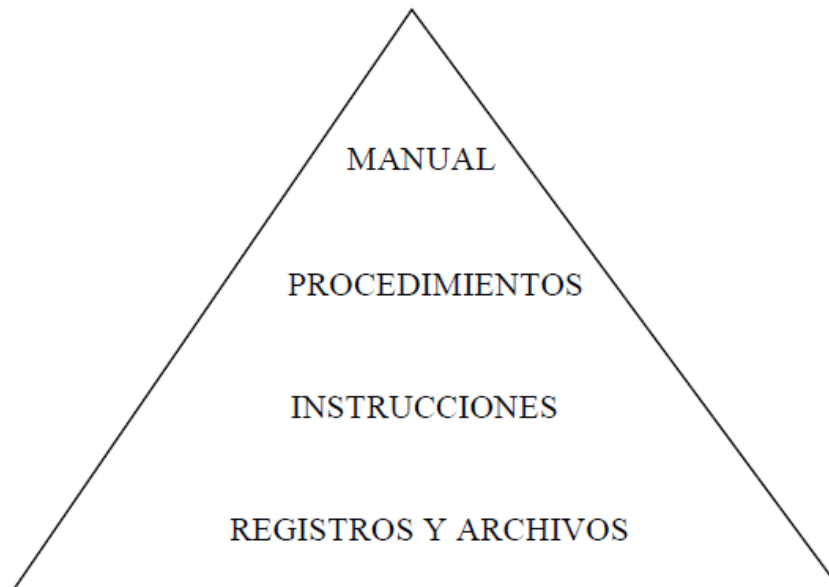 MANUAL
PROCEDIMIENTOS
INSTRUCCIONES
REGISTROS Y ARCHIVOS